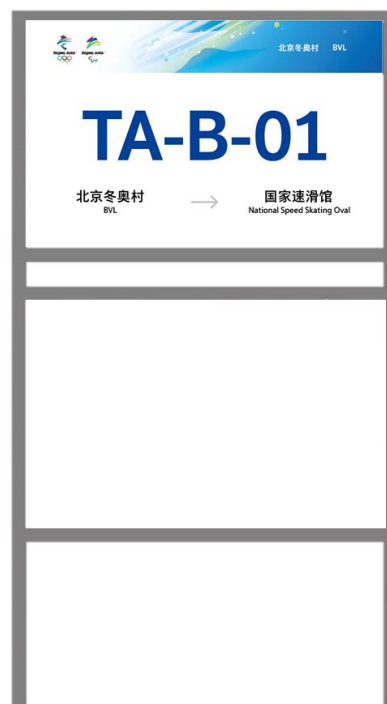 北京冬奥村 BVL
TA-B-01
北京冬奥村
BVL
→
国家速滑馆
National Speed Skating Oval